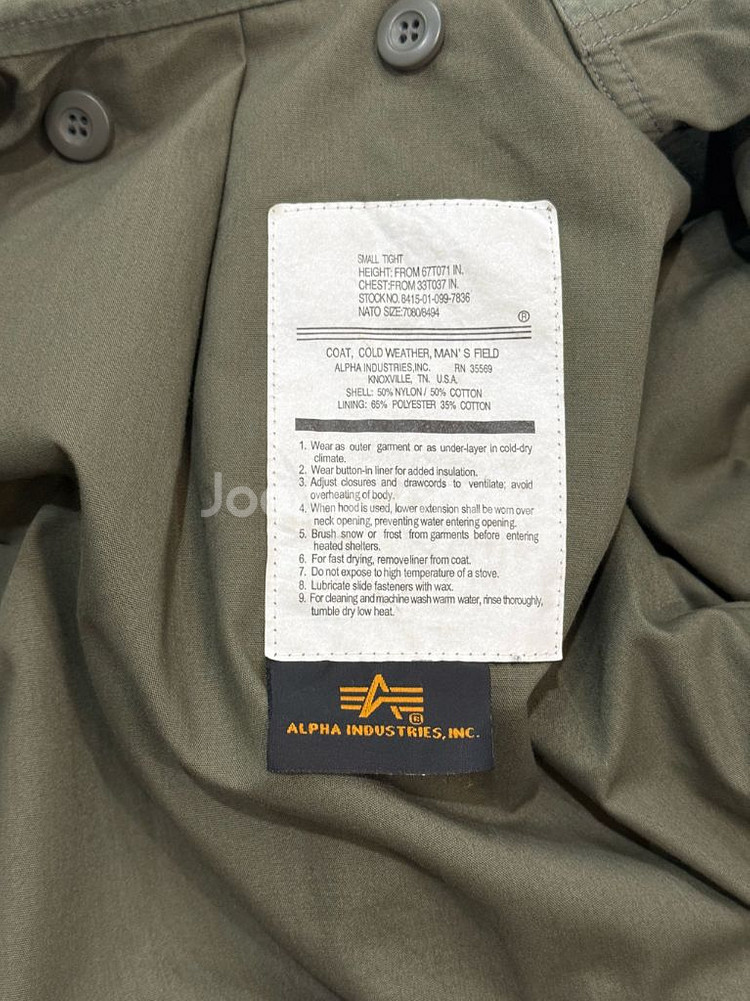 SMALL TIGHT
HEIGHT: FROM 67T071 IN.
CHEST:FROM 33T037 IN.
STOCK NO. 8415-01-099-7836
NATO SIZE:7080/8494
®
COAT, COLD WEATHER, MAN'S FIELD
ALPHA INDUSTRIES,INC. RN 35569
KNOXVILLE, TN. U.S.A.
SHELL: 50% NYLON / 50% COTTON
LINING: 65% POLYESTER 35% COTTON
1. Wear as outer garment or as under-layer in cold-dry
climate.
2. Wear button-in liner for added insulation.
3. Adjust closures and drawcords to ventilate; avoid
overheating of body.
4. When hood is used, lower extension shall be worn over
neck opening, preventing water entering opening.
5. Brush snow or frost from garments before entering
heated shelters.
6. For fast drying, remove liner from coat.
7. Do not expose to high temperature of a stove.
8. Lubricate slide fasteners with wax.
9. For cleaning and machine wash warm water, rinse thoroughly,
tumble dry low heat.
®
ALPHA INDUSTRIES, INC.